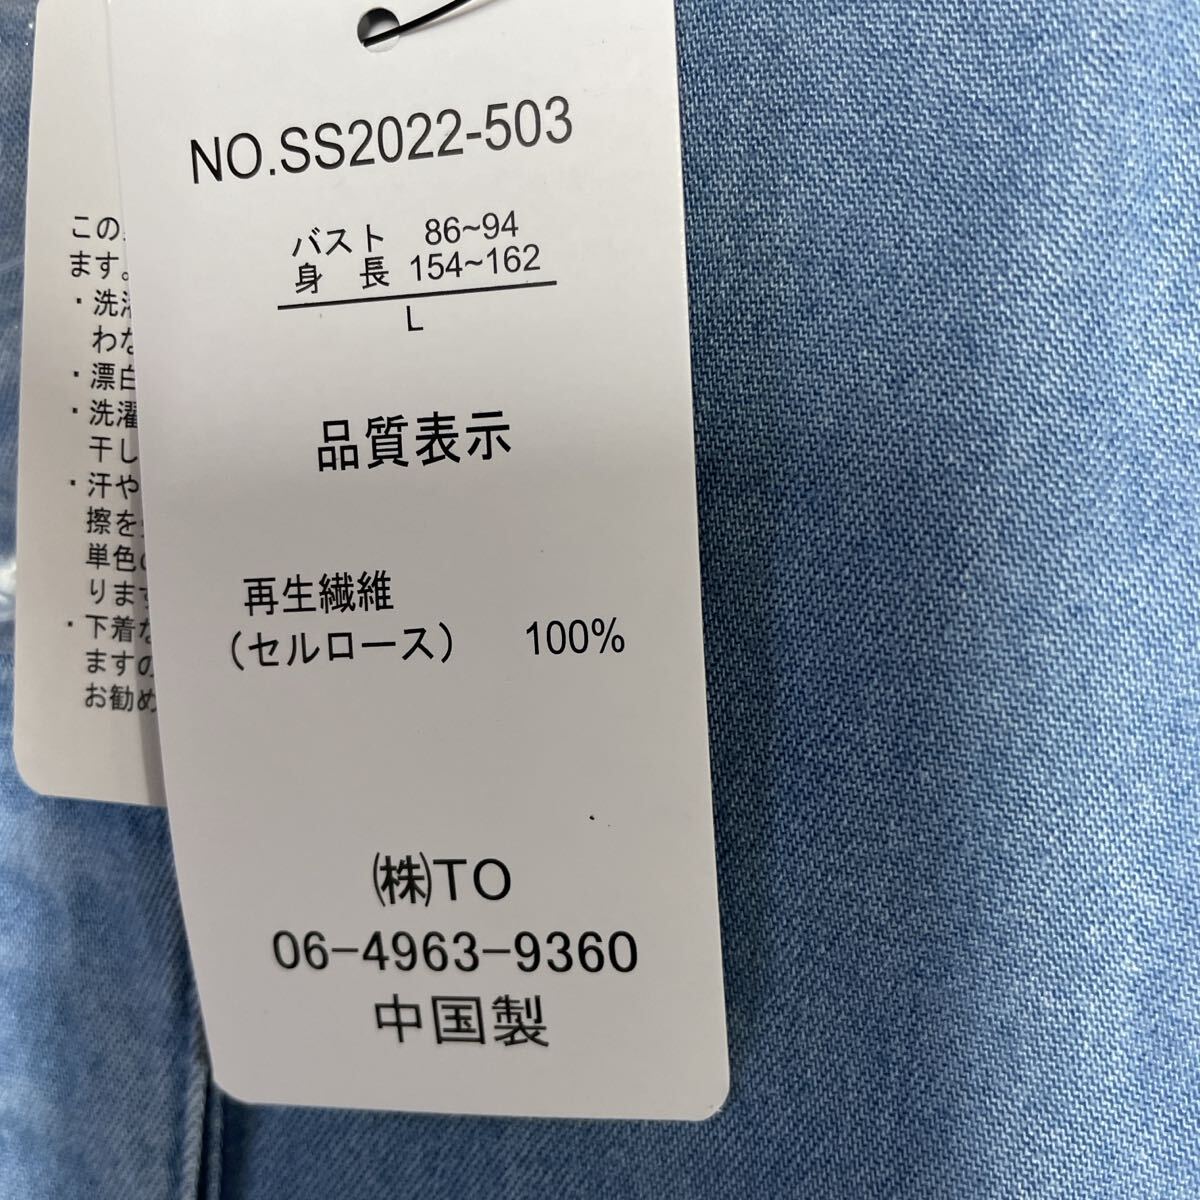 NO.SS2022-503
バスト 86~94
身 長 154~162
L
品質表示
再生繊維
（セルロース） 100%
㈱TO
06-4963-9360
中国製
この
ます。
・洗濯
わな
・漂白
・洗濯
干し
・汗や
擦を
単色の
ります
・下着な
ますの
お勧め